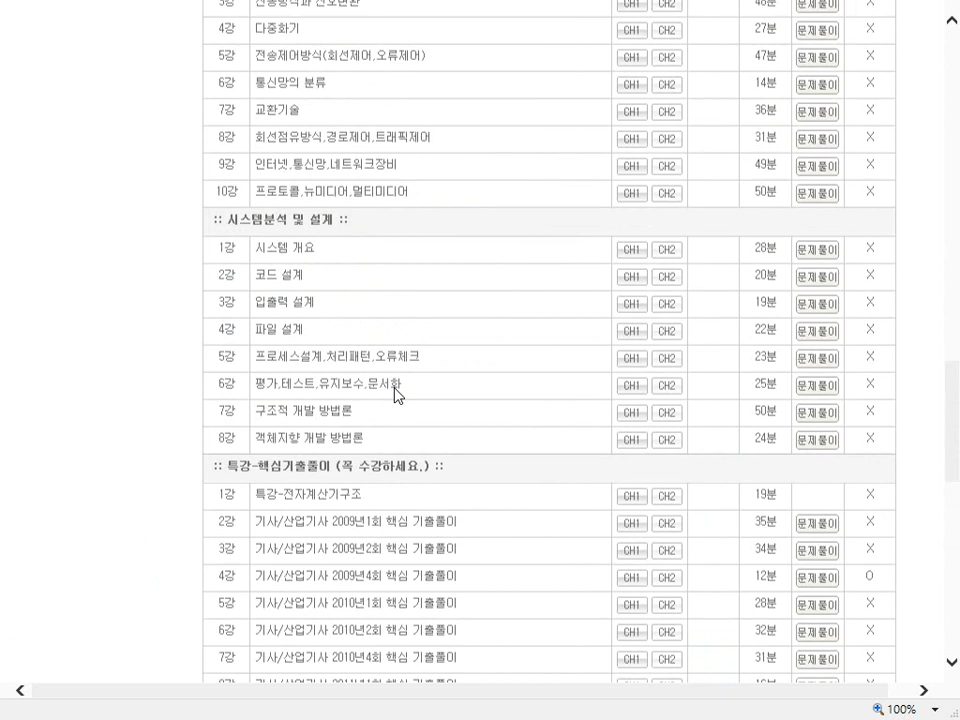 4강 다중화기 CH1 CH2 27분 문제풀이 X
5강 전송제어방식(회선제어,오류제어) CH1 CH2 47분 문제풀이 X
6강 통신망의 분류 CH1 CH2 14분 문제풀이 X
7강 교환기술 CH1 CH2 36분 문제풀이 X
8강 회선점유방식,경로제어,트래픽제어 CH1 CH2 31분 문제풀이 X
9강 인터넷,통신망,네트워크장비 CH1 CH2 49분 문제풀이 X
10강 프로토콜,뉴미디어,멀티미디어 CH1 CH2 50분 문제풀이 X
:: 시스템분석 및 설계 ::
1강 시스템 개요 CH1 CH2 28분 문제풀이 X
2강 코드 설계 CH1 CH2 20분 문제풀이 X
3강 입출력 설계 CH1 CH2 19분 문제풀이 X
4강 파일 설계 CH1 CH2 22분 문제풀이 X
5강 프로세스설계,처리패턴,오류체크 CH1 CH2 23분 문제풀이 X
6강 평가,테스트,유지보수,문서화 CH1 CH2 25분 문제풀이 X
7강 구조적 개발 방법론 CH1 CH2 50분 문제풀이 X
8강 객체지향 개발 방법론 CH1 CH2 24분 문제풀이 X
:: 특강-핵심기출풀이 (꼭 수강하세요.) ::
1강 특강-전자계산기구조 CH1 CH2 19분 X
2강 기사/산업기사 2009년1회 핵심 기출풀이 CH1 CH2 35분 문제풀이 X
3강 기사/산업기사 2009년2회 핵심 기출풀이 CH1 CH2 34분 문제풀이 X
4강 기사/산업기사 2009년4회 핵심 기출풀이 CH1 CH2 12분 문제풀이 O
5강 기사/산업기사 2010년1회 핵심 기출풀이 CH1 CH2 28분 문제풀이 X
6강 기사/산업기사 2010년2회 핵심 기출풀이 CH1 CH2 32분 문제풀이 X
7강 기사/산업기사 2010년4회 핵심 기출풀이 CH1 CH2 31분 문제풀이 X
100%